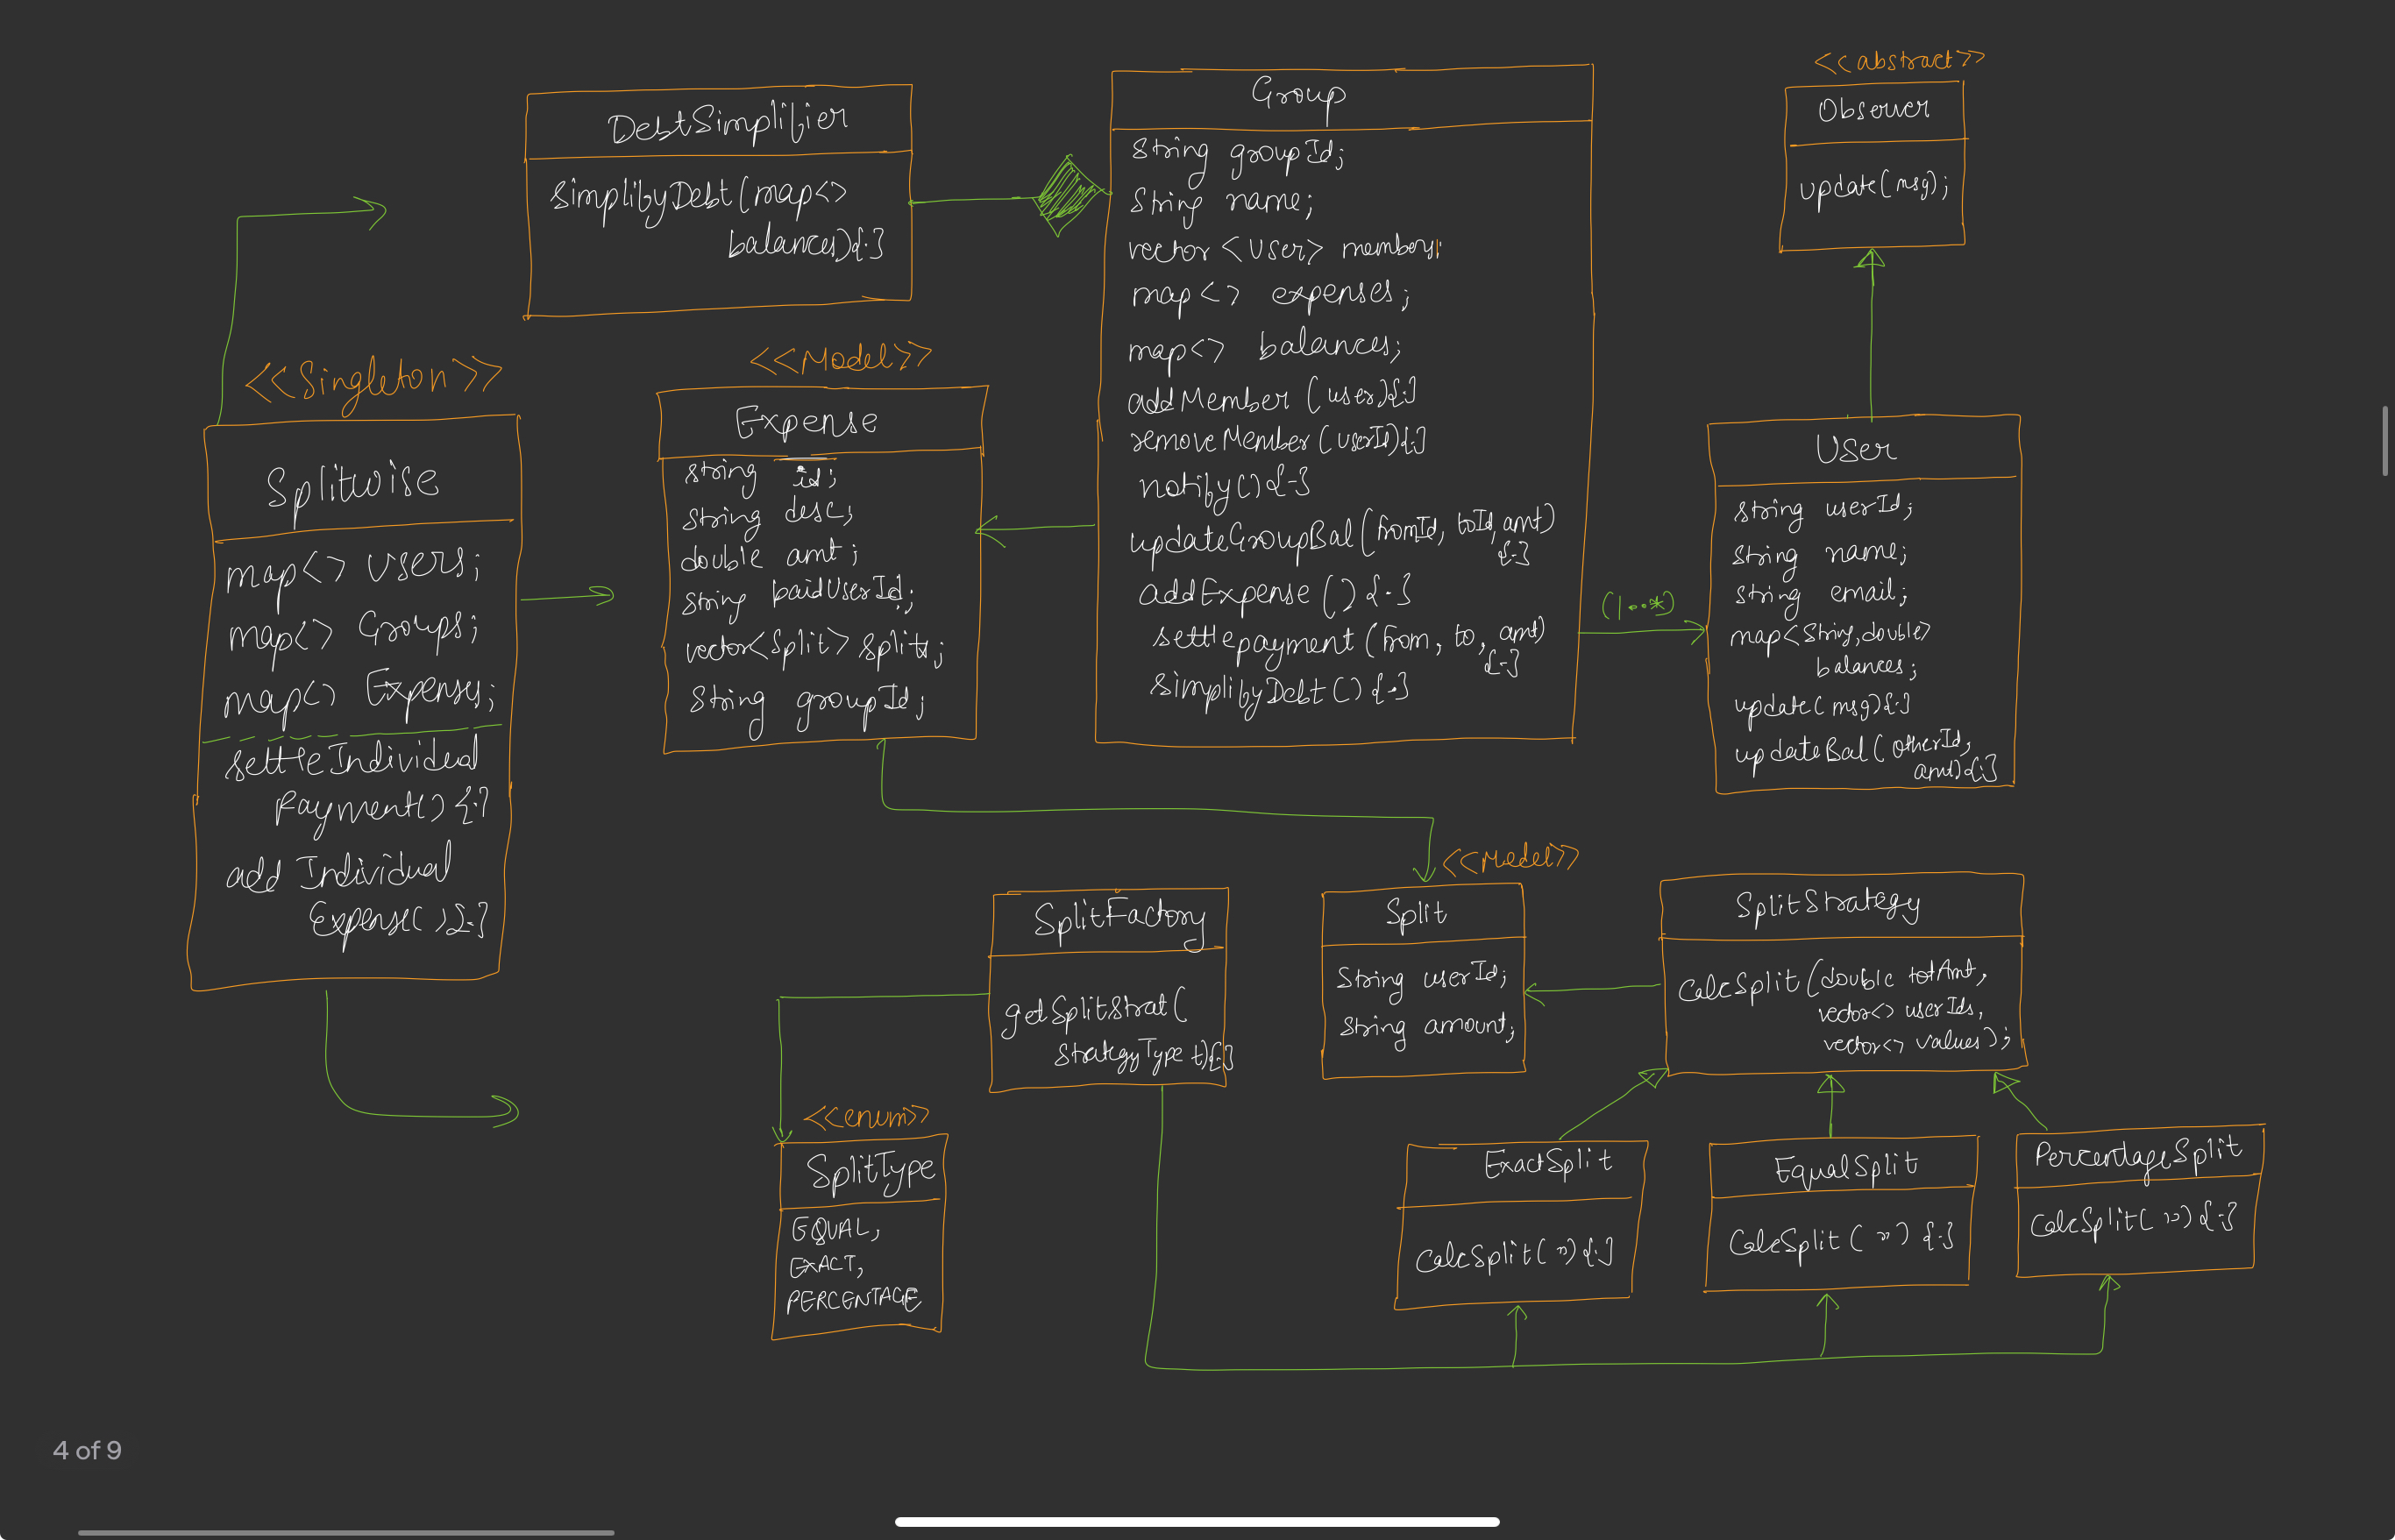 DebtSimplifier
simplifyDebt(map<>
balances){-}
Group
String groupId;
String name;
vector<User> members;
map<> expenses;
map<> balances;
addMember(user){-}
removeMember(userId){-}
notify(){-}
updateGroupBal(fromId, toId, amt)
{-}
addExpense(){-}
settlepayment(from, to, amt)
{-}
simplifyDebt(){-}
<<abstract>>
Observer
update(msg);
<<Singleton>>
Splitwise
map<> Users;
map<> Groups;
map<> Expenses;
settleIndividual
Payment(){-}
add Individual
Expense(){-}
<<Model>>
Expense
string id;
string desc;
double amt;
string paidUserId;
vector<Split> splits;
String groupId;
(1..*)
User
string userId;
String name;
string email;
map<String, double>
balances;
update(msg){-}
updateBal(otherId,
amt){-}
SplitFactory
getSplitStrat(
StrategyType t){-}
<<Model>>
Split
String userId;
String amount;
SplitStrategy
CalcSplit(double totAmt,
vector<> userIds,
vector<> values);
<<enum>>
SplitType
EQUAL,
EXACT,
PERCENTAGE
ExactSplit
CalcSplit(»){-}
EqualSplit
CalcSplit(»){-}
PercentageSplit
CalcSplit(»){-}
4 of 9